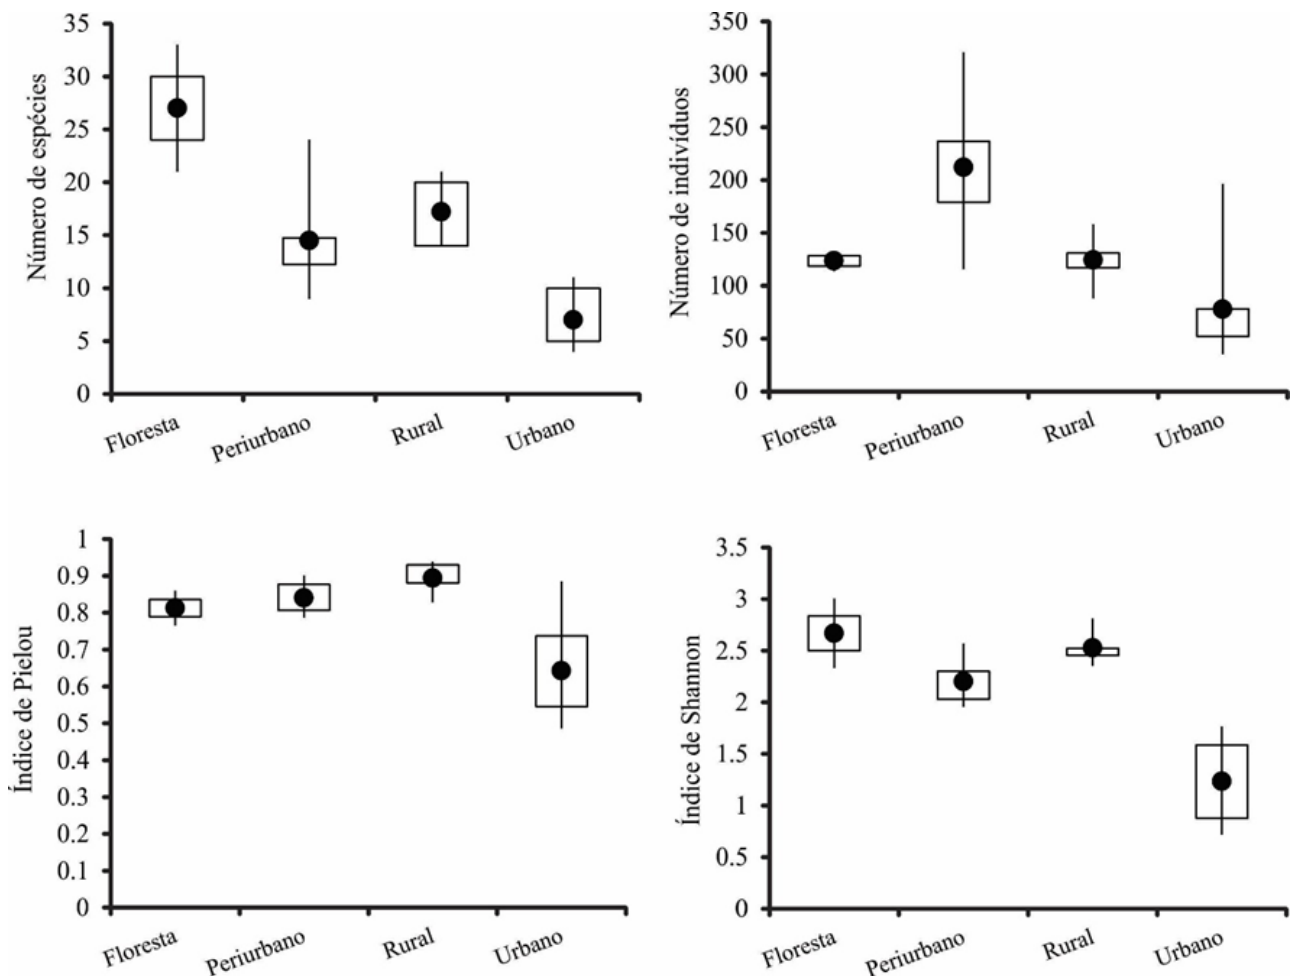 Número de espécies
35
30
25
20
15
10
5
0
Floresta
Periurbano
Rural
Urbano
Número de indivíduos
350
300
250
200
150
100
50
0
Floresta
Periurbano
Rural
Urbano
Índice de Pielou
1
0.9
0.8
0.7
0.6
0.5
0.4
0.3
0.2
0.1
0
Floresta
Periurbano
Rural
Urbano
Índice de Shannon
3.5
3
2.5
2
1.5
1
0.5
0
Floresta
Periurbano
Rural
Urbano